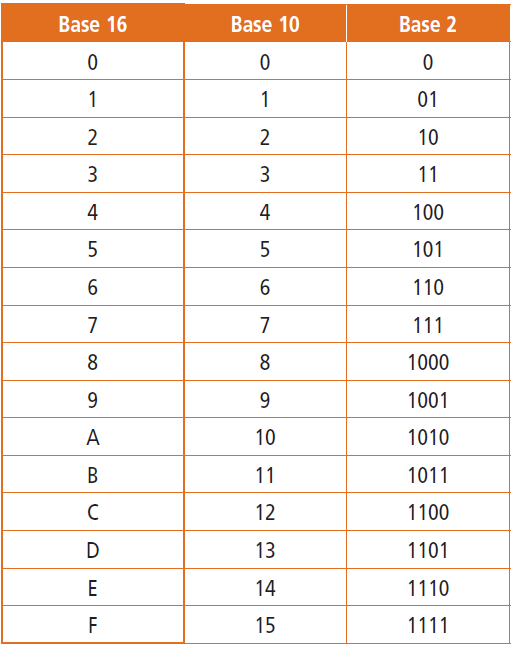 Base 16 Base 10 Base 2
0 0 0
1 1 01
2 2 10
3 3 11
4 4 100
5 5 101
6 6 110
7 7 111
8 8 1000
9 9 1001
A 10 1010
B 11 1011
C 12 1100
D 13 1101
E 14 1110
F 15 1111